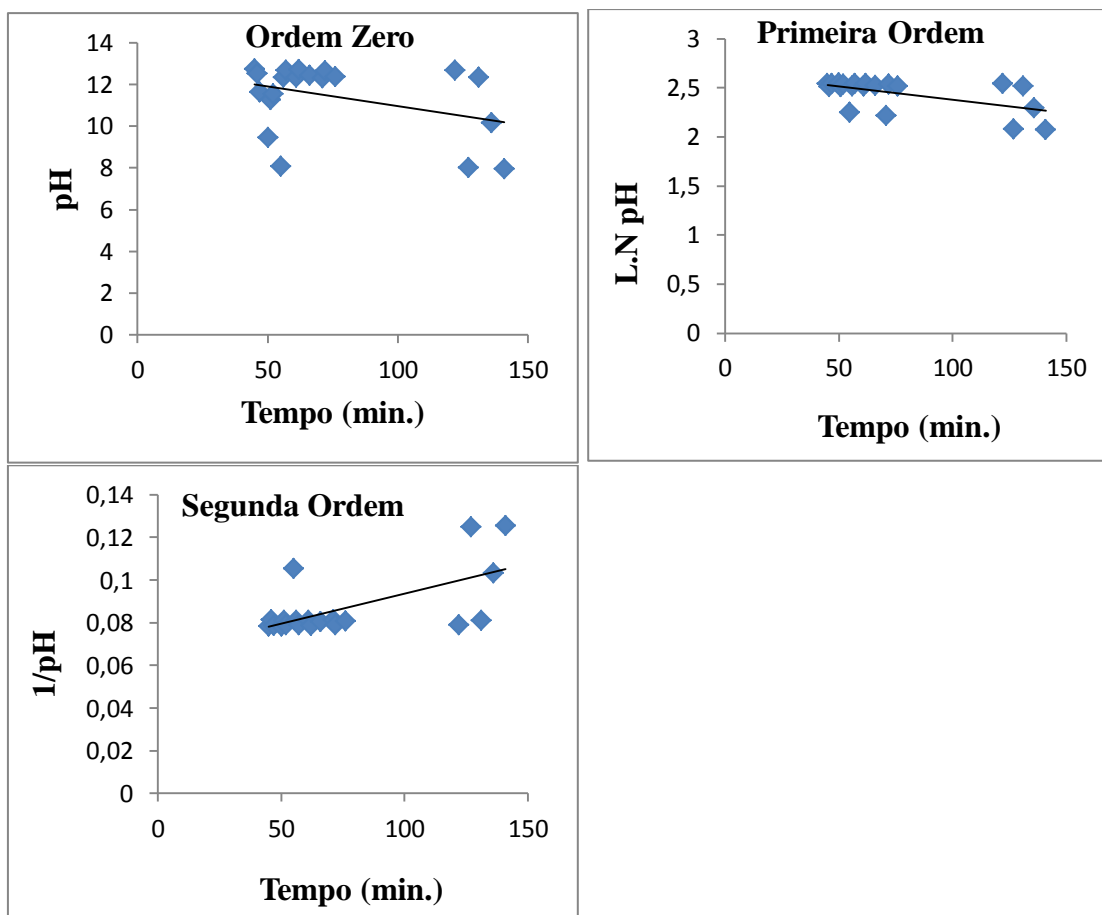 Ordem Zero
14
12
10
8
6
4
2
0
pH
0 50 100 150
Tempo (min.)
Primeira Ordem
3
2,5
2
1,5
1
0,5
0
L.N pH
0 50 100 150
Tempo (min.)
Segunda Ordem
0,14
0,12
0,1
0,08
0,06
0,04
0,02
0
1/pH
0 50 100 150
Tempo (min.)